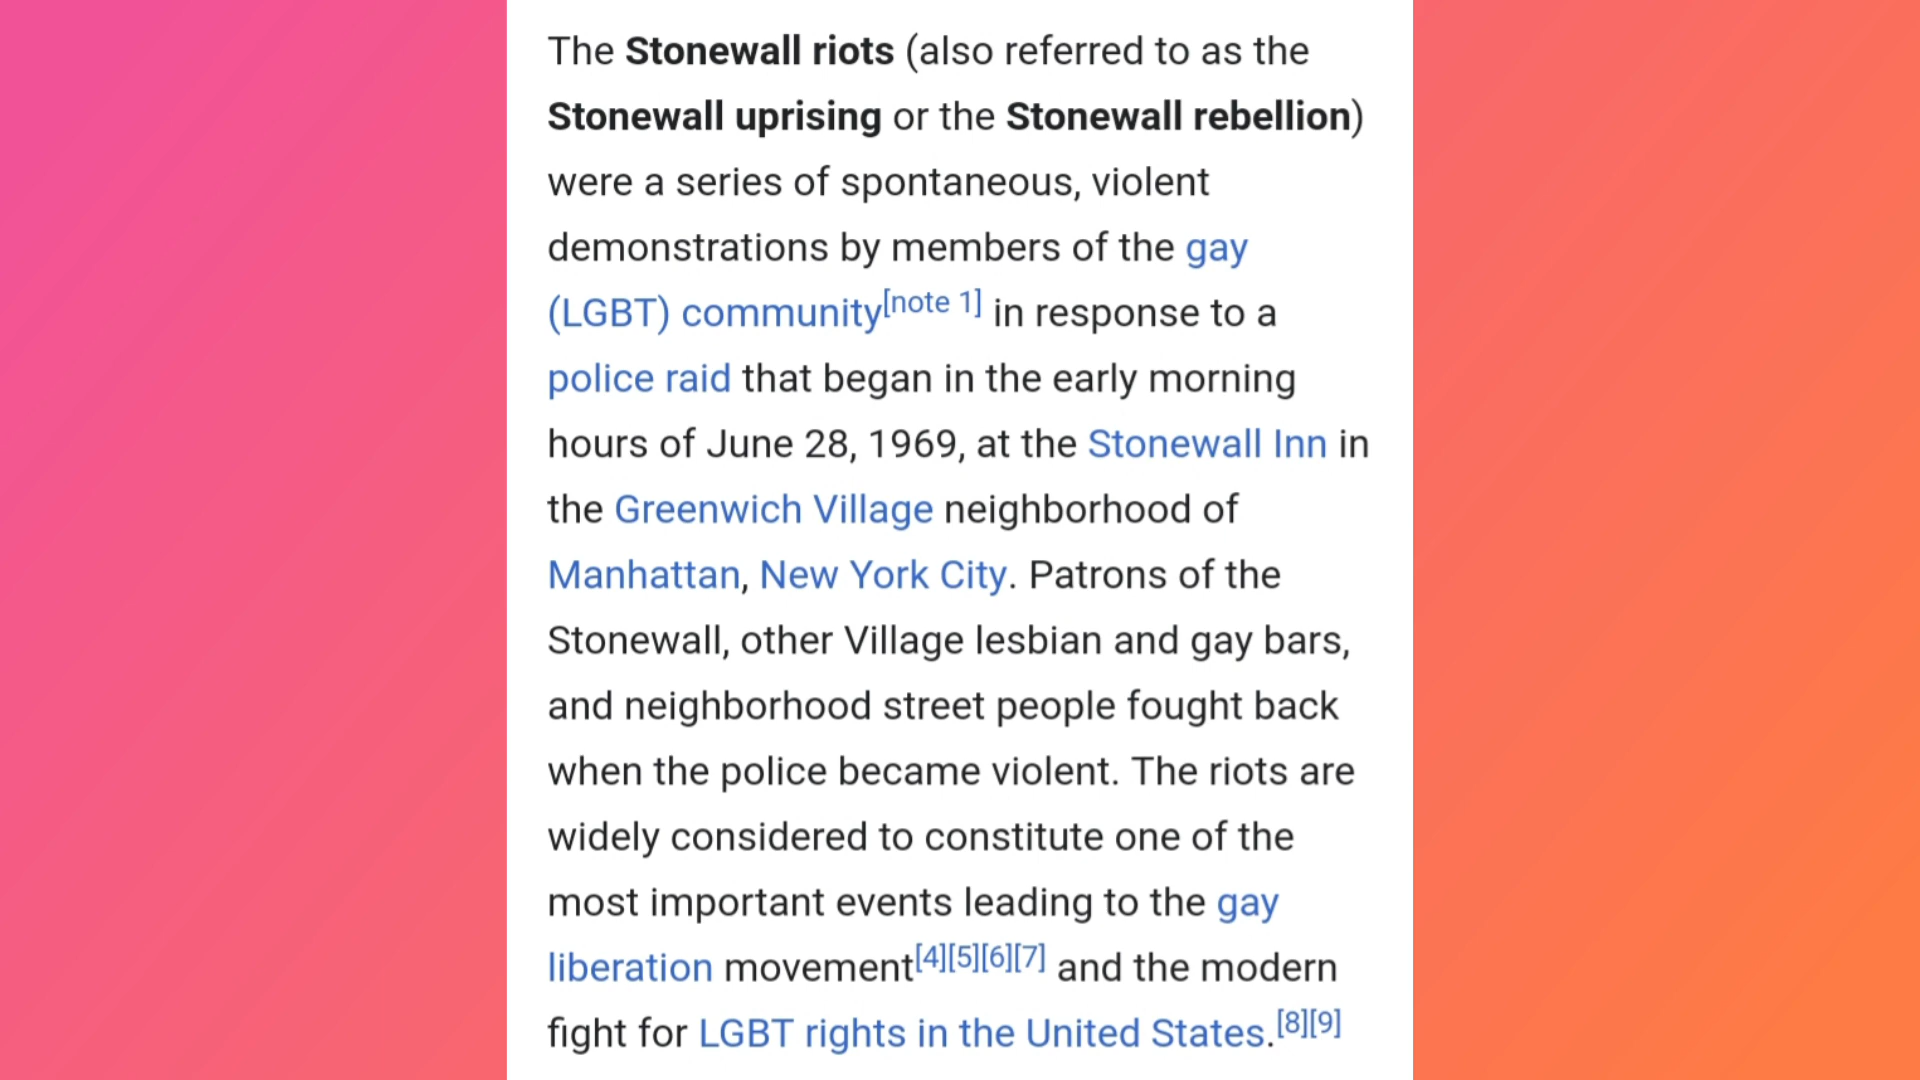 The Stonewall riots (also referred to as the
Stonewall uprising or the Stonewall rebellion)
were a series of spontaneous, violent
demonstrations by members of the gay
(LGBT) community[note 1] in response to a
police raid that began in the early morning
hours of June 28, 1969, at the Stonewall Inn in
the Greenwich Village neighborhood of
Manhattan, New York City. Patrons of the
Stonewall, other Village lesbian and gay bars,
and neighborhood street people fought back
when the police became violent. The riots are
widely considered to constitute one of the
most important events leading to the gay
liberation movement[4][5][6][7] and the modern
fight for LGBT rights in the United States.[8][9]